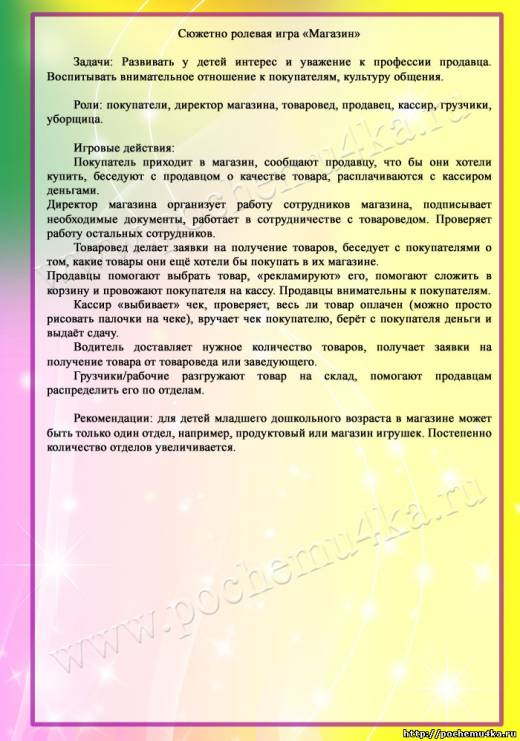 Сюжетно ролевая игра «Магазин»
Задачи: Развивать у детей интерес и уважение к профессии продавца.
Воспитывать внимательное отношение к покупателям, культуру общения.
Роли: покупатели, директор магазина, товаровед, продавец, кассир, грузчики,
уборщица.
Игровые действия:
Покупатель приходит в магазин, сообщают продавцу, что бы они хотели
купить, беседуют с продавцом о качестве товара, расплачиваются с кассиром
деньгами.
Директор магазина организует работу сотрудников магазина, подписывает
необходимые документы, работает в сотрудничестве с товароведом. Проверяет
работу остальных сотрудников.
Товаровед делает заявки на получение товаров, беседует с покупателями о
том, какие товары они ещё хотели бы покупать в их магазине.
Продавцы помогают выбрать товар, «рекламируют» его, помогают сложить в
корзину и провожают покупателя на кассу. Продавцы внимательны к покупателям.
Кассир «выбивает» чек, проверяет, весь ли товар оплачен (можно просто
рисовать палочки на чеке), вручает чек покупателю, берёт с покупателя деньги и
выдаёт сдачу.
Водитель доставляет нужное количество товаров, получает заявки на
получение товара от товароведа или заведующего.
Грузчики/рабочие разгружают товар на склад, помогают продавцам
распределить его по отделам.
Рекомендации: для детей младшего дошкольного возраста в магазине может
быть только один отдел, например, продуктовый или магазин игрушек. Постепенно
количество отделов увеличивается.
www.pochemu4ka.ru
www.pochemu4ka.ru
http://pochemu4ka.ru